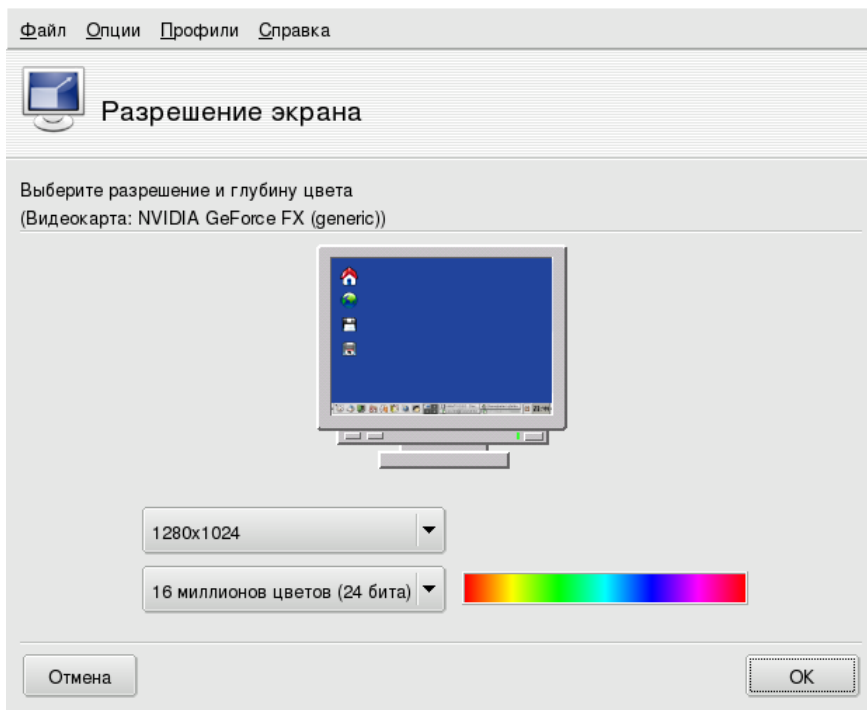 Файл Опции Профили Справка
Разрешение экрана
Выберите разрешение и глубину цвета
(Видеокарта: NVIDIA GeForce FX (generic))
1280x1024
16 миллионов цветов (24 бита)
Отмена OK